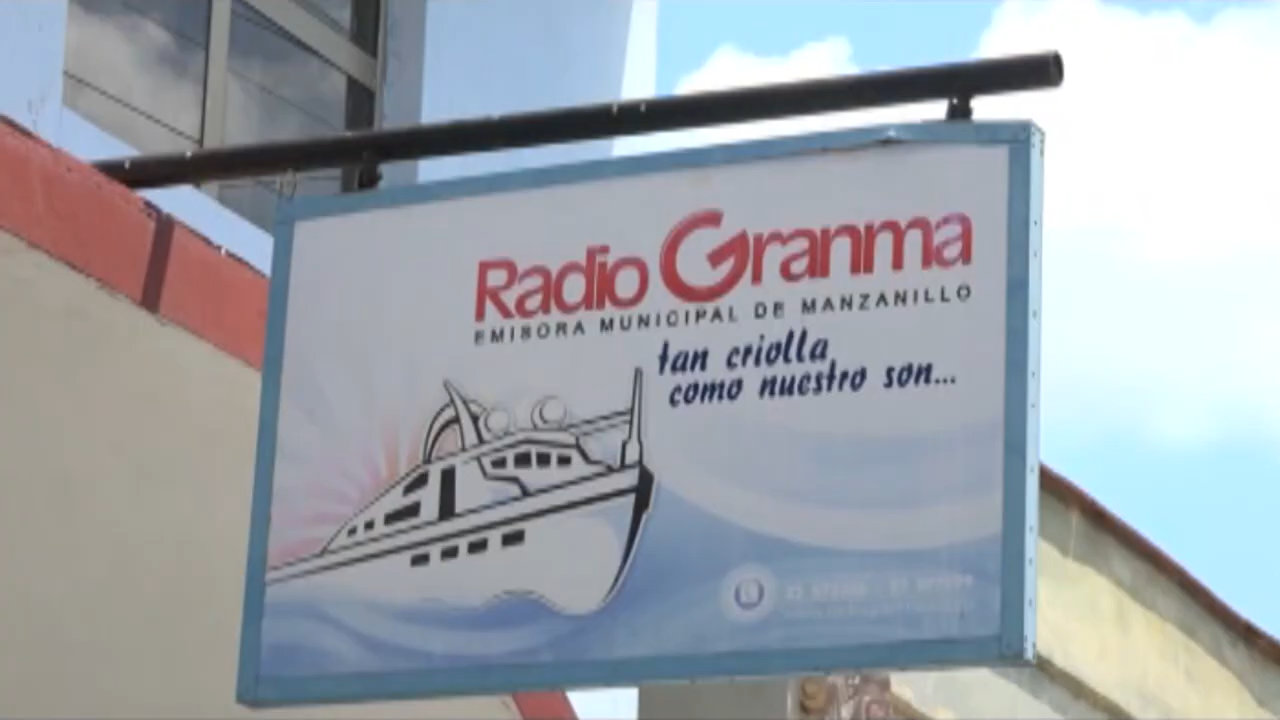 Radio Granma
EMISORA MUNICIPAL DE MANZANILLO
tan criolla
como nuestro son...